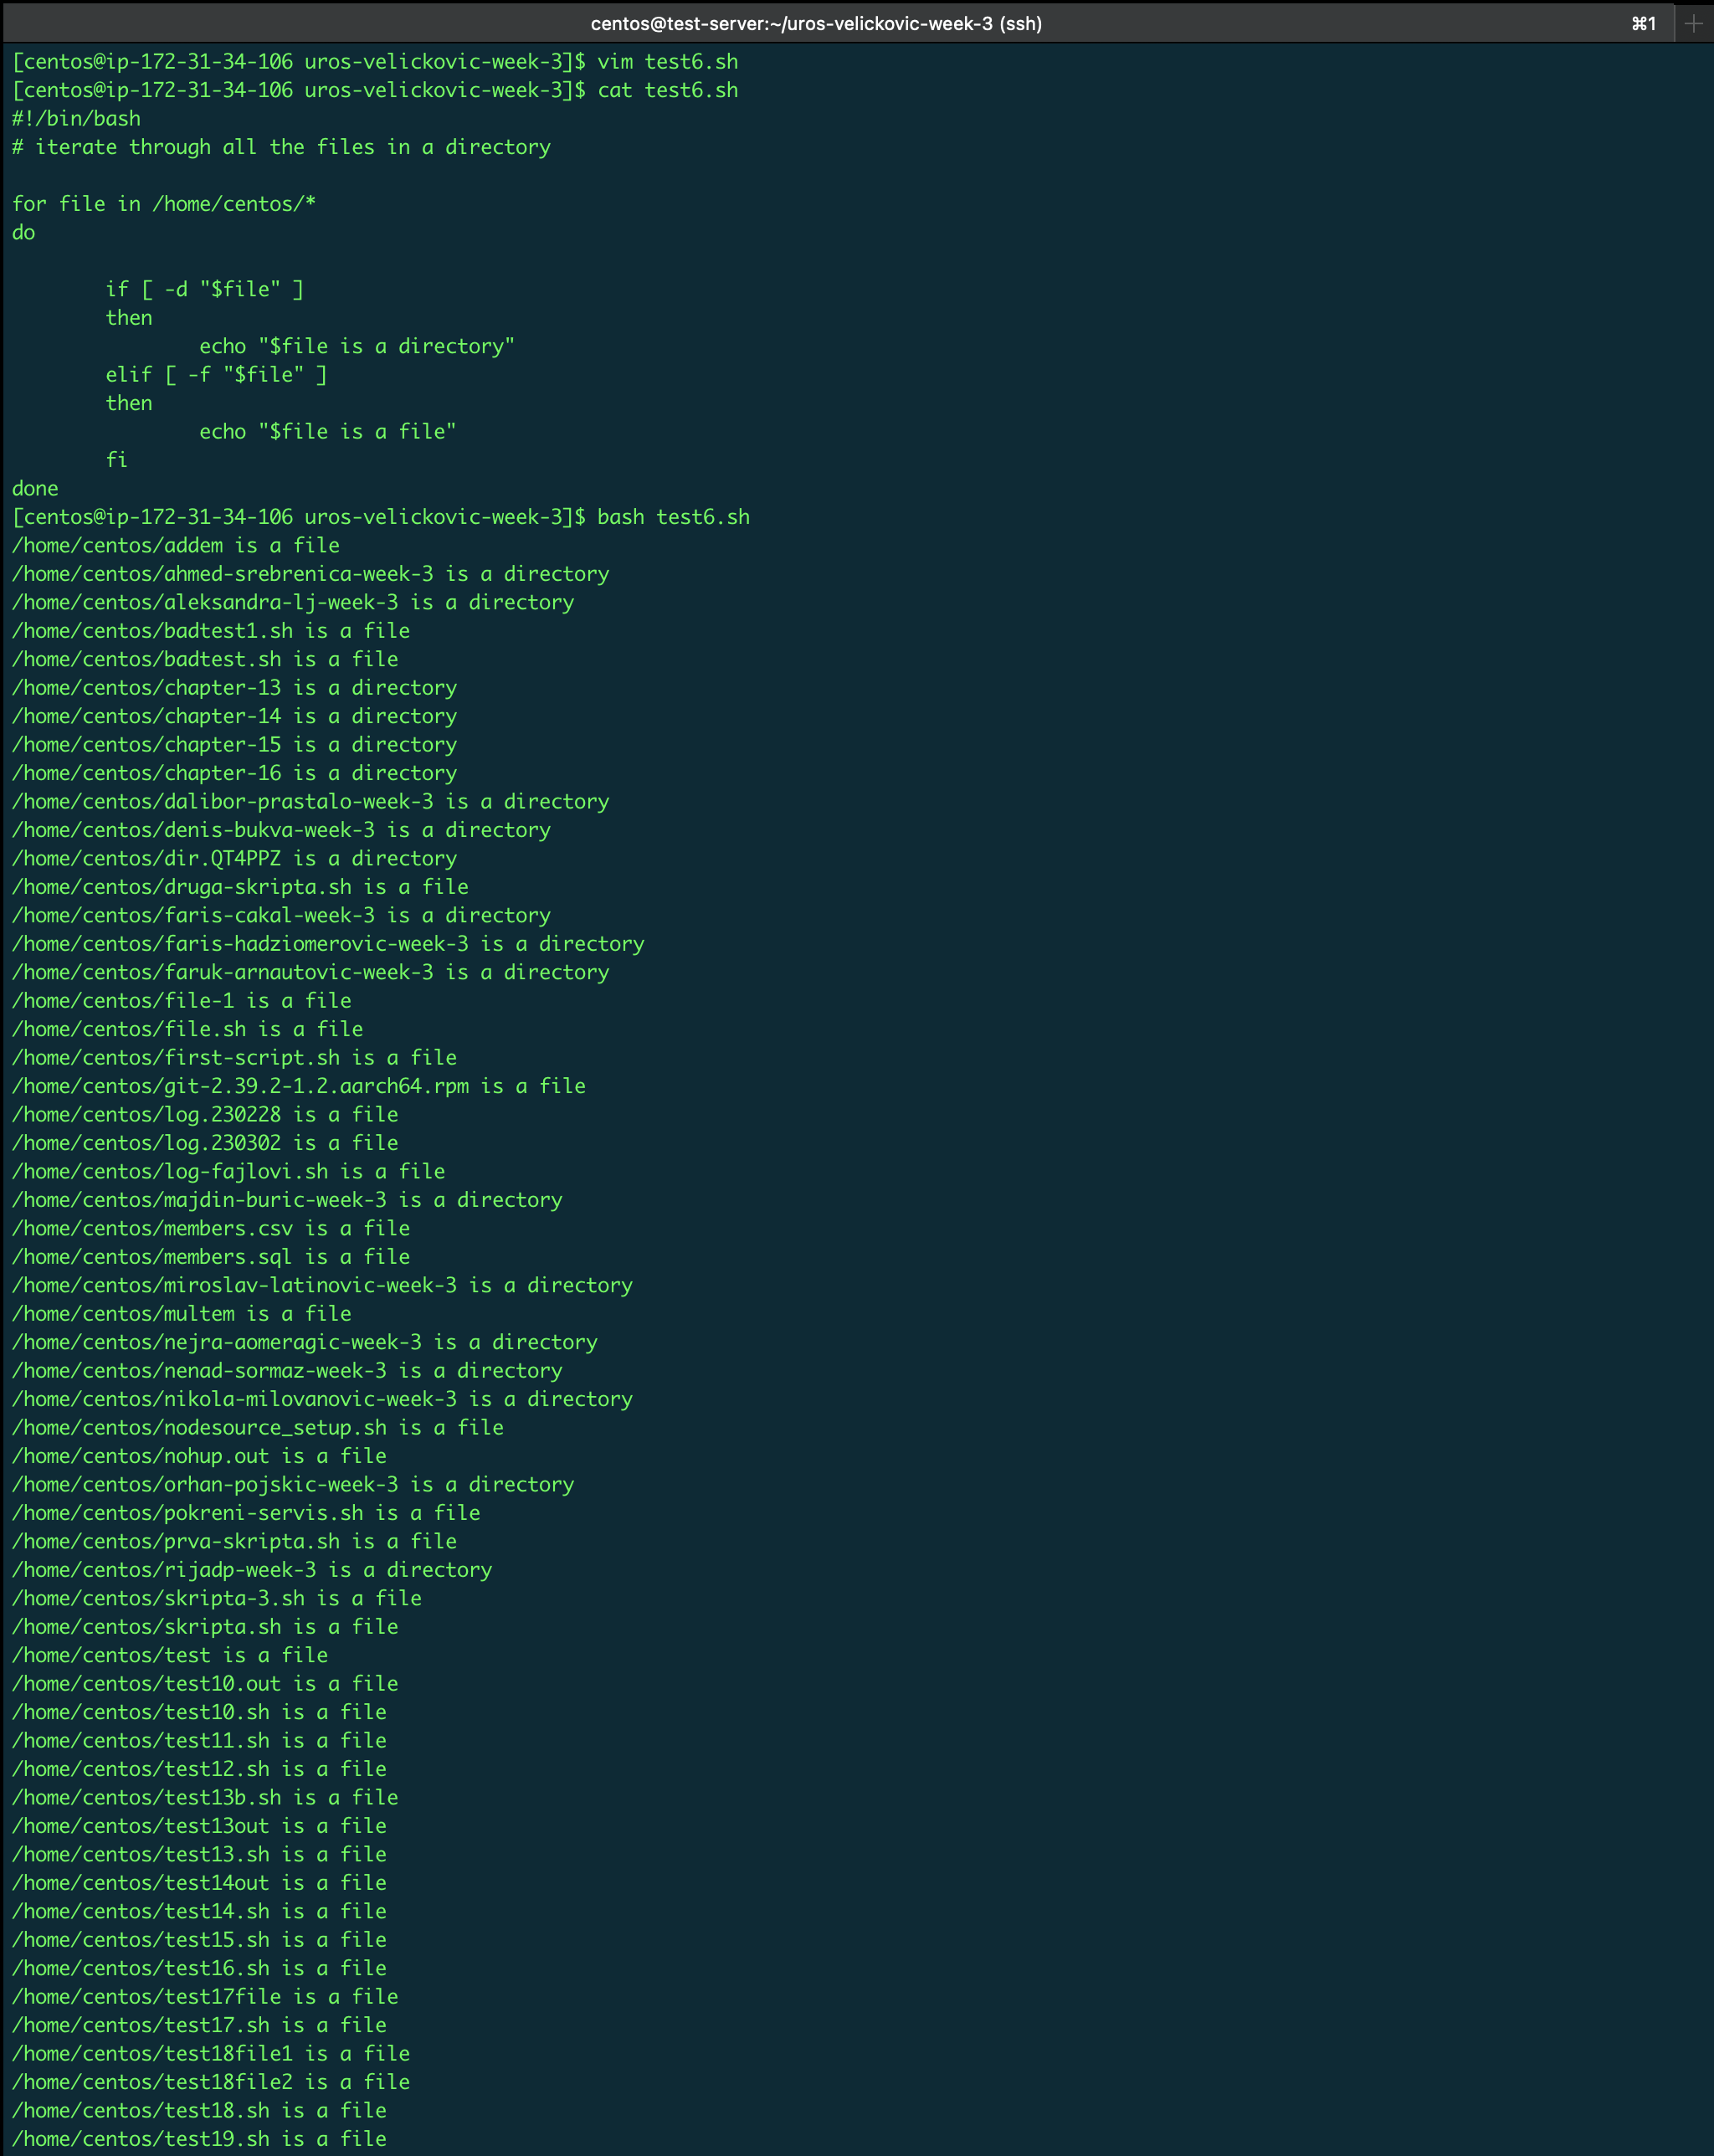 centos@test-server:~/uros-velickovic-week-3 (ssh) ⌘1 +
[centos@ip-172-31-34-106 uros-velickovic-week-3]$ vim test6.sh
[centos@ip-172-31-34-106 uros-velickovic-week-3]$ cat test6.sh
#!/bin/bash
# iterate through all the files in a directory

for file in /home/centos/*
do

        if [ -d "$file" ]
        then
                echo "$file is a directory"
        elif [ -f "$file" ]
        then
                echo "$file is a file"
        fi
done
[centos@ip-172-31-34-106 uros-velickovic-week-3]$ bash test6.sh
/home/centos/addem is a file
/home/centos/ahmed-srebrenica-week-3 is a directory
/home/centos/aleksandra-lj-week-3 is a directory
/home/centos/badtest1.sh is a file
/home/centos/badtest.sh is a file
/home/centos/chapter-13 is a directory
/home/centos/chapter-14 is a directory
/home/centos/chapter-15 is a directory
/home/centos/chapter-16 is a directory
/home/centos/dalibor-prastalo-week-3 is a directory
/home/centos/denis-bukva-week-3 is a directory
/home/centos/dir.QT4PPZ is a directory
/home/centos/druga-skripta.sh is a file
/home/centos/faris-cakal-week-3 is a directory
/home/centos/faris-hadziomerovic-week-3 is a directory
/home/centos/faruk-arnautovic-week-3 is a directory
/home/centos/file-1 is a file
/home/centos/file.sh is a file
/home/centos/first-script.sh is a file
/home/centos/git-2.39.2-1.2.aarch64.rpm is a file
/home/centos/log.230228 is a file
/home/centos/log.230302 is a file
/home/centos/log-fajlovi.sh is a file
/home/centos/majdin-buric-week-3 is a directory
/home/centos/members.csv is a file
/home/centos/members.sql is a file
/home/centos/miroslav-latinovic-week-3 is a directory
/home/centos/multem is a file
/home/centos/nejra-aomeragic-week-3 is a directory
/home/centos/nenad-sormaz-week-3 is a directory
/home/centos/nikola-milovanovic-week-3 is a directory
/home/centos/nodesource_setup.sh is a file
/home/centos/nohup.out is a file
/home/centos/orhan-pojskic-week-3 is a directory
/home/centos/pokreni-servis.sh is a file
/home/centos/prva-skripta.sh is a file
/home/centos/rijadp-week-3 is a directory
/home/centos/skripta-3.sh is a file
/home/centos/skripta.sh is a file
/home/centos/test is a file
/home/centos/test10.out is a file
/home/centos/test10.sh is a file
/home/centos/test11.sh is a file
/home/centos/test12.sh is a file
/home/centos/test13b.sh is a file
/home/centos/test13out is a file
/home/centos/test13.sh is a file
/home/centos/test14out is a file
/home/centos/test14.sh is a file
/home/centos/test15.sh is a file
/home/centos/test16.sh is a file
/home/centos/test17file is a file
/home/centos/test17.sh is a file
/home/centos/test18file1 is a file
/home/centos/test18file2 is a file
/home/centos/test18.sh is a file
/home/centos/test19.sh is a file